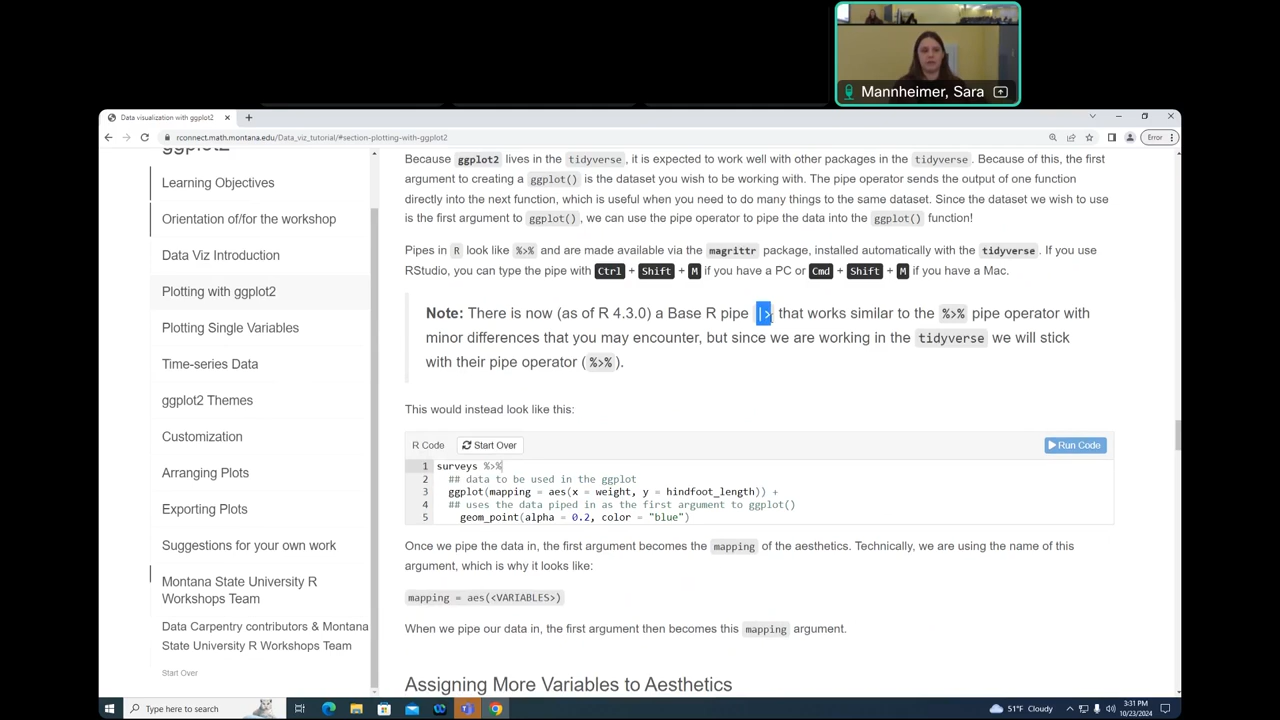 Mannheimer, Sara
Data visualization with ggplot2
rconnect.math.montana.edu/Data_viz_tutorial/#section-plotting-with-ggplot2
Error
ggplot2
Learning Objectives
Orientation of/for the workshop
Data Viz Introduction
Plotting with ggplot2
Plotting Single Variables
Time-series Data
ggplot2 Themes
Customization
Arranging Plots
Exporting Plots
Suggestions for your own work
Montana State University R
Workshops Team
Data Carpentry contributors & Montana
State University R Workshops Team
Start Over
Because ggplot2 lives in the tidyverse, it is expected to work well with other packages in the tidyverse. Because of this, the first
argument to creating a ggplot() is the dataset you wish to be working with. The pipe operator sends the output of one function
directly into the next function, which is useful when you need to do many things to the same dataset. Since the dataset we wish to use
is the first argument to ggplot(), we can use the pipe operator to pipe the data into the ggplot() function!
Pipes in R look like %>% and are made available via the magrittr package, installed automatically with the tidyverse. If you use
RStudio, you can type the pipe with Ctrl + Shift + M if you have a PC or Cmd + Shift + M if you have a Mac.
Note: There is now (as of R 4.3.0) a Base R pipe |> that works similar to the %>% pipe operator with
minor differences that you may encounter, but since we are working in the tidyverse we will stick
with their pipe operator (%>%).
This would instead look like this:
R Code Start Over Run Code
1 surveys %>%
2 ## data to be used in the ggplot
3 ggplot(mapping = aes(x = weight, y = hindfoot_length)) +
4 ## uses the data piped in as the first argument to ggplot()
5 geom_point(alpha = 0.2, color = "blue")
Once we pipe the data in, the first argument becomes the mapping of the aesthetics. Technically, we are using the name of this
argument, which is why it looks like:
mapping = aes(<VARIABLES>)
When we pipe our data in, the first argument then becomes this mapping argument.
Assigning More Variables to Aesthetics
Type here to search
51°F Cloudy
3:31 PM
10/23/2024